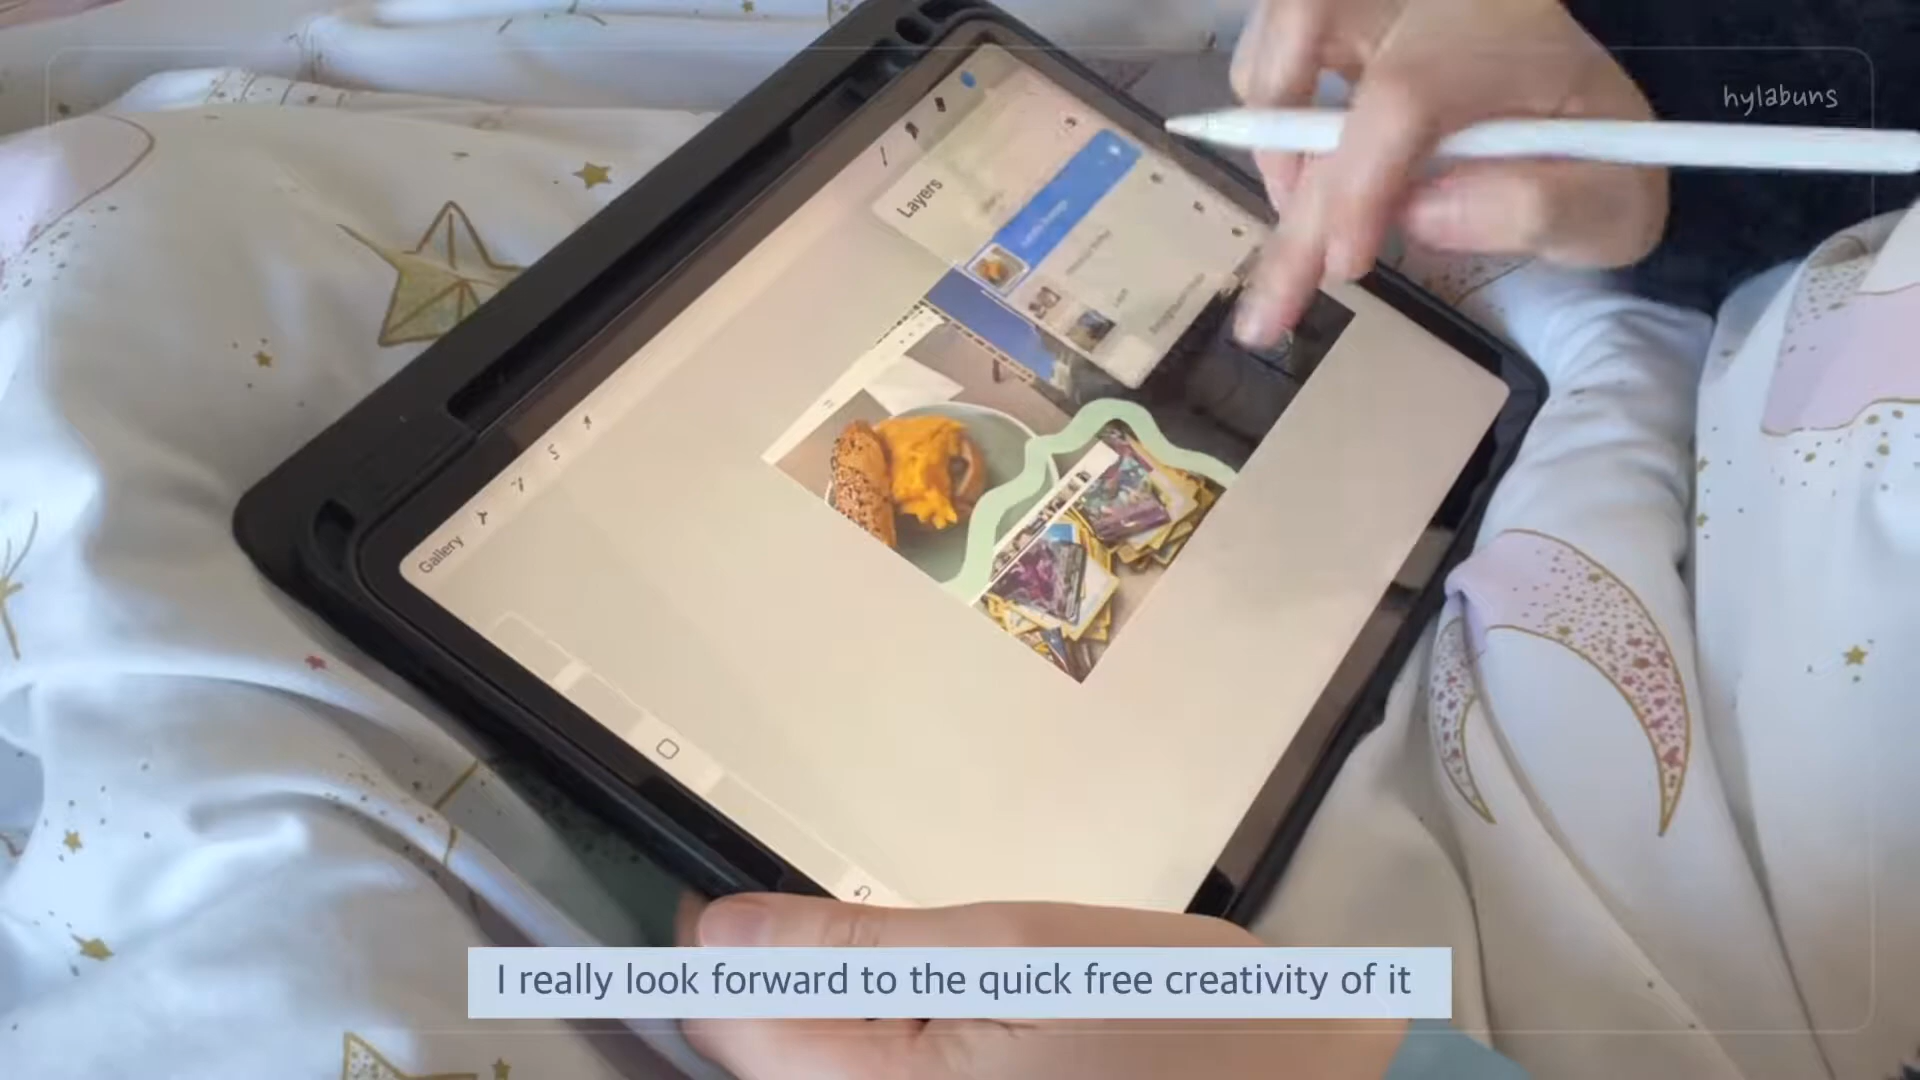 hylabuns
Layers
Gallery
I really look forward to the quick free creativity of it